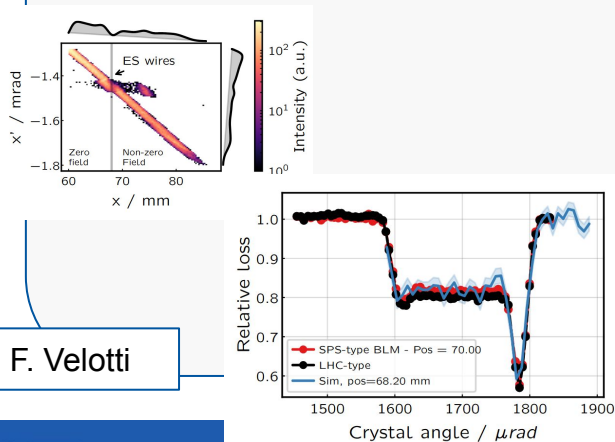 ES wires
Zero
field
Non-zero
Field
−1.4
−1.6
−1.8
60
70
80
x / mm
x' / mrad
10²
10¹
10⁰
Intensity (a.u.)
F. Velotti
1.0
0.9
0.8
0.7
0.6
Relative loss
SPS-type BLM - Pos = 70.00
LHC-type
Sim, pos=68.20 mm
1500
1600
1700
1800
1900
Crystal angle / μrad